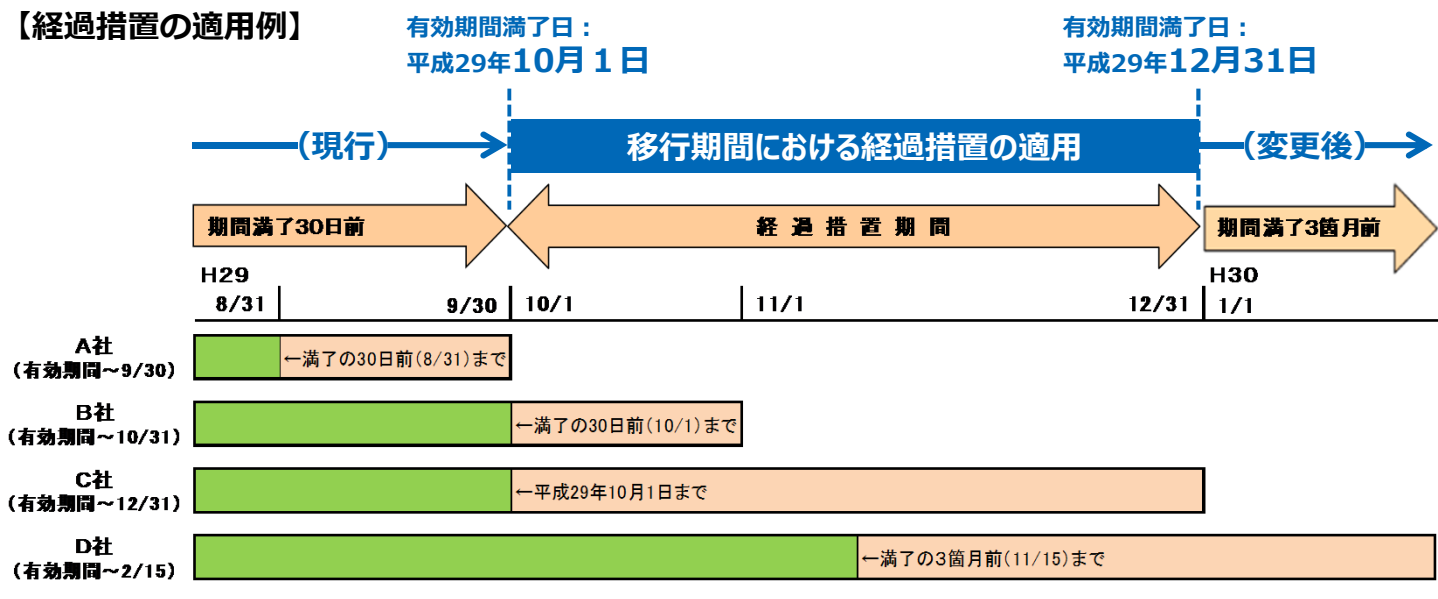 【経過措置の適用例】
有効期間満了日：
平成29年10月１日
有効期間満了日：
平成29年12月31日
（現行）
移行期間における経過措置の適用
（変更後）
期間満了30日前
経過措置期間
期間満了3箇月前
H29
H30
8/31
9/30
10/1
11/1
12/31
1/1
A社
（有効期間～9/30）
←満了の30日前(8/31)まで
B社
（有効期間～10/31）
←満了の30日前(10/1)まで
C社
（有効期間～12/31）
←平成29年10月1日まで
D社
（有効期間～2/15）
←満了の３箇月前(11/15)まで